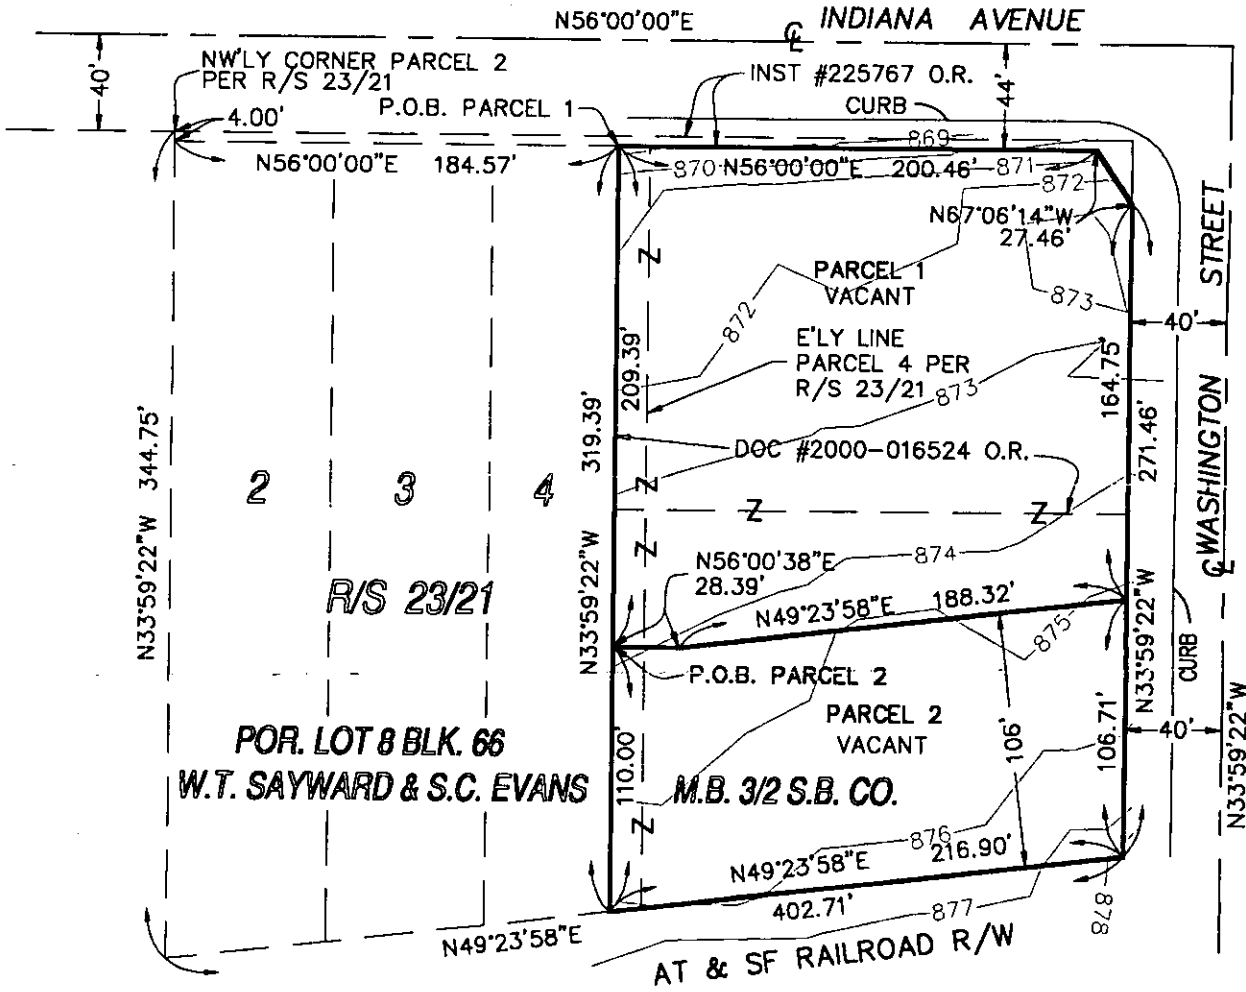 N56°00'00"E
℄ INDIANA AVENUE
40'
NW'LY CORNER PARCEL 2
PER R/S 23/21
4.00'
P.O.B. PARCEL 1
INST #225767 O.R.
CURB
44'
869
N56°00'00"E 184.57'
870
N56°00'00"E 200.46'
871
872
N67°06'14"W
27.46'
STREET
Z
PARCEL 1
VACANT
873
872
40'
E'LY LINE
PARCEL 4 PER
R/S 23/21
209.39'
164.75'
873
319.39'
271.46'
N33°59'22"W 344.75'
DOC #2000-016524 O.R.
℄ WASHINGTON
2
3
4
Z
Z
Z
Z
N56°00'38"E
28.39'
874
N33°59'22"W
R/S 23/21
N49°23'58"E 188.32'
875
N33°59'22"W
CURB
P.O.B. PARCEL 2
N33°59'22"W
POR. LOT 8 BLK. 66
PARCEL 2
VACANT
106'
106.71'
40'
W.T. SAYWARD & S.C. EVANS
110.00'
M.B. 3/2 S.B. CO.
Z
876
N49°23'58"E 216.90'
402.71'
877
878
N49°23'58"E
AT & SF RAILROAD R/W